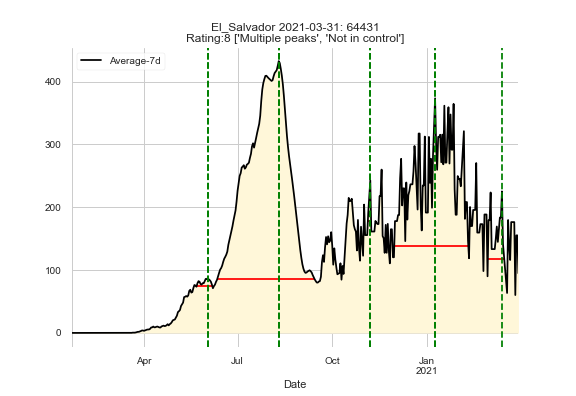 El_Salvador 2021-03-31: 64431
Rating:8 ['Multiple peaks', 'Not in control']
Average-7d
400
300
200
100
0
Apr Jul Oct Jan
2021
Date